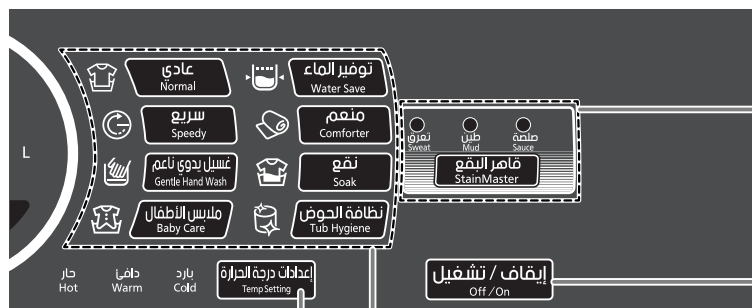 L
عادي
Normal
توفير الماء
Water Save
سريع
Speedy
منعم
Comforter
غسيل يدوي ناعم
Gentle Hand Wash
نقع
Soak
ملابس الأطفال
Baby Care
نظافة الحوض
Tub Hygiene
تعرق
Sweat
طين
Mud
صلصة
Sauce
قاهر البقع
StainMaster
حار
Hot
دافئ
Warm
بارد
Cold
إعدادات درجة الحرارة
Temp Setting
إيقاف / تشغيل
Off/On